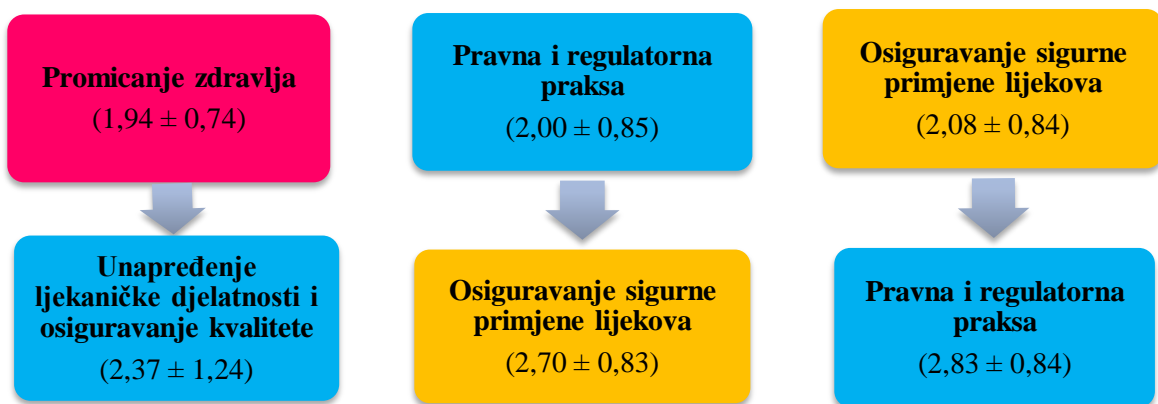 Promicanje zdravlja
(1,94 ± 0,74)
Unapređenje
ljekaničke djelatnosti i
osiguravanje kvalitete
(2,37 ± 1,24)
Pravna i regulatorna
praksa
(2,00 ± 0,85)
Osiguravanje sigurne
primjene lijekova
(2,70 ± 0,83)
Osiguravanje sigurne
primjene lijekova
(2,08 ± 0,84)
Pravna i regulatorna
praksa
(2,83 ± 0,84)